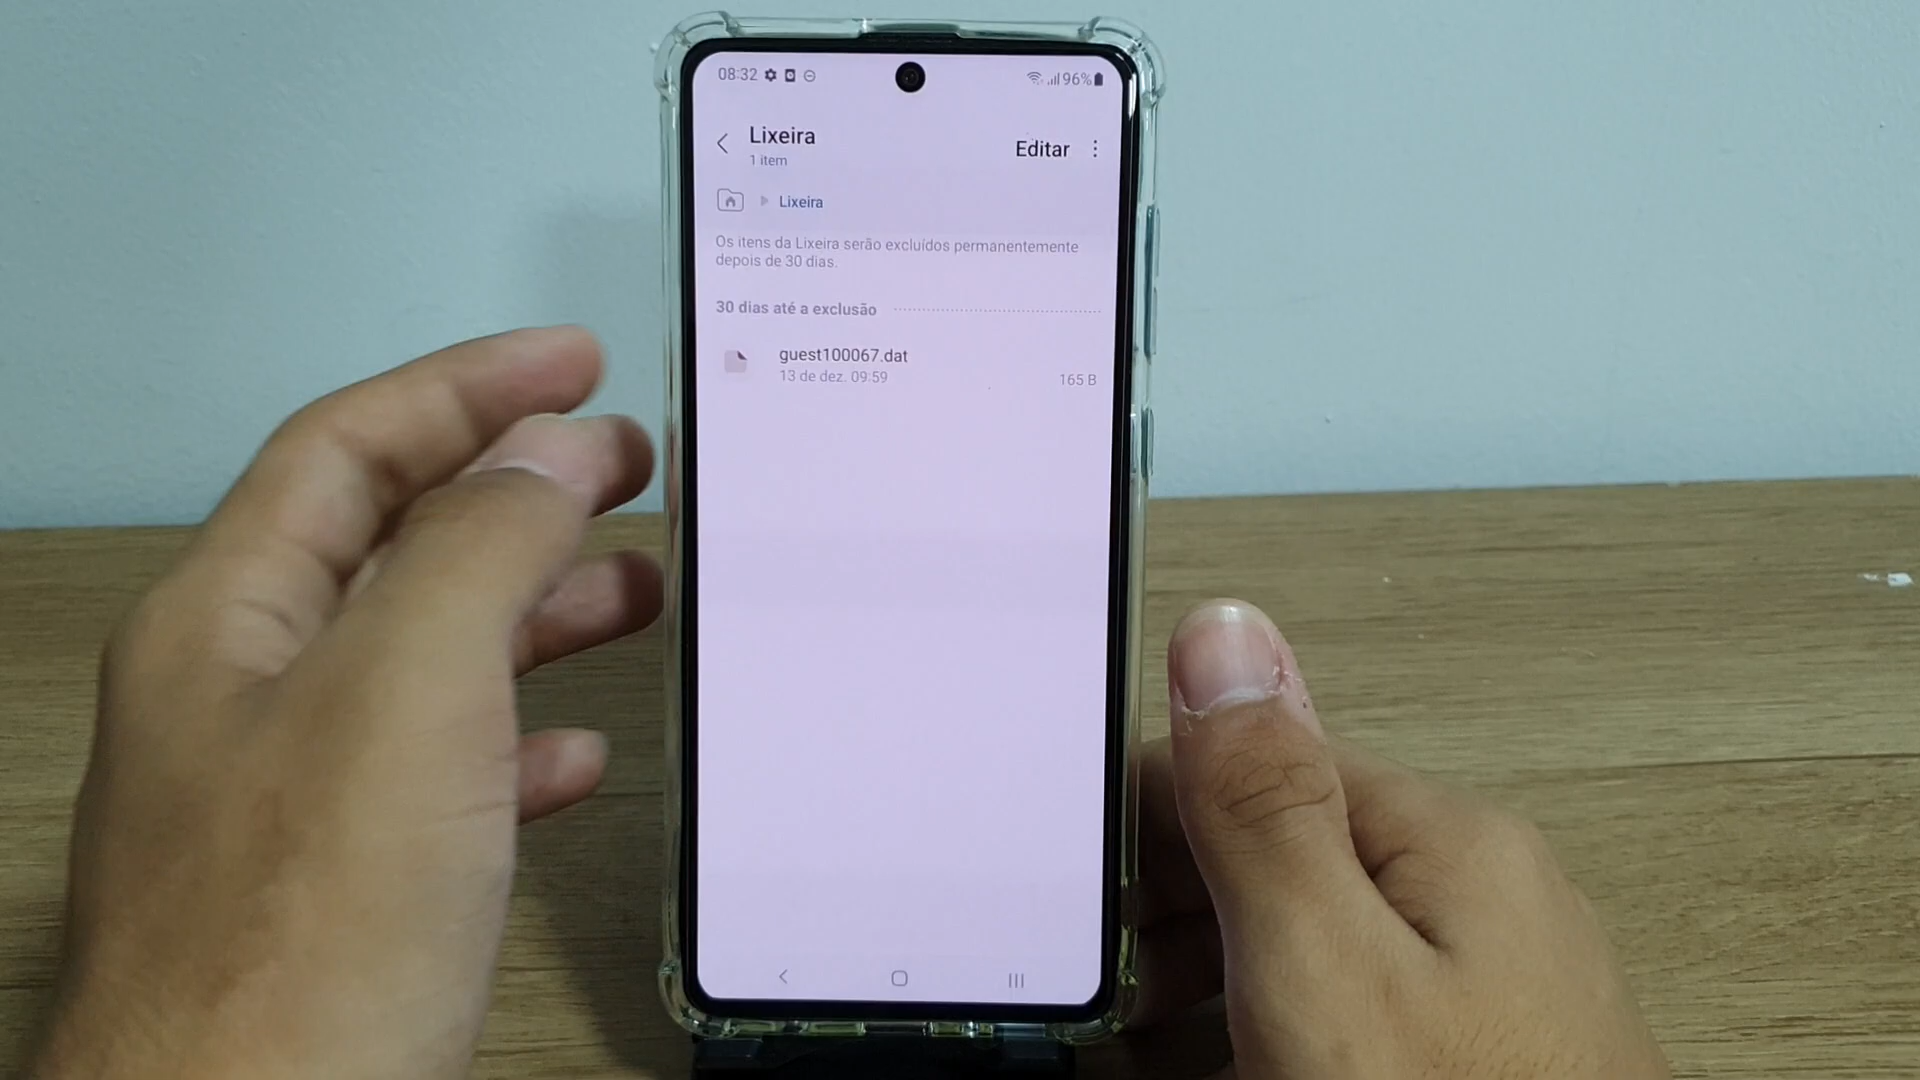 08:32
96%
Lixeira
1 item
Editar
Lixeira
Os itens da Lixeira serão excluídos permanentemente
depois de 30 dias.
30 dias até a exclusão
guest100067.dat
13 de dez. 09:59
165 B